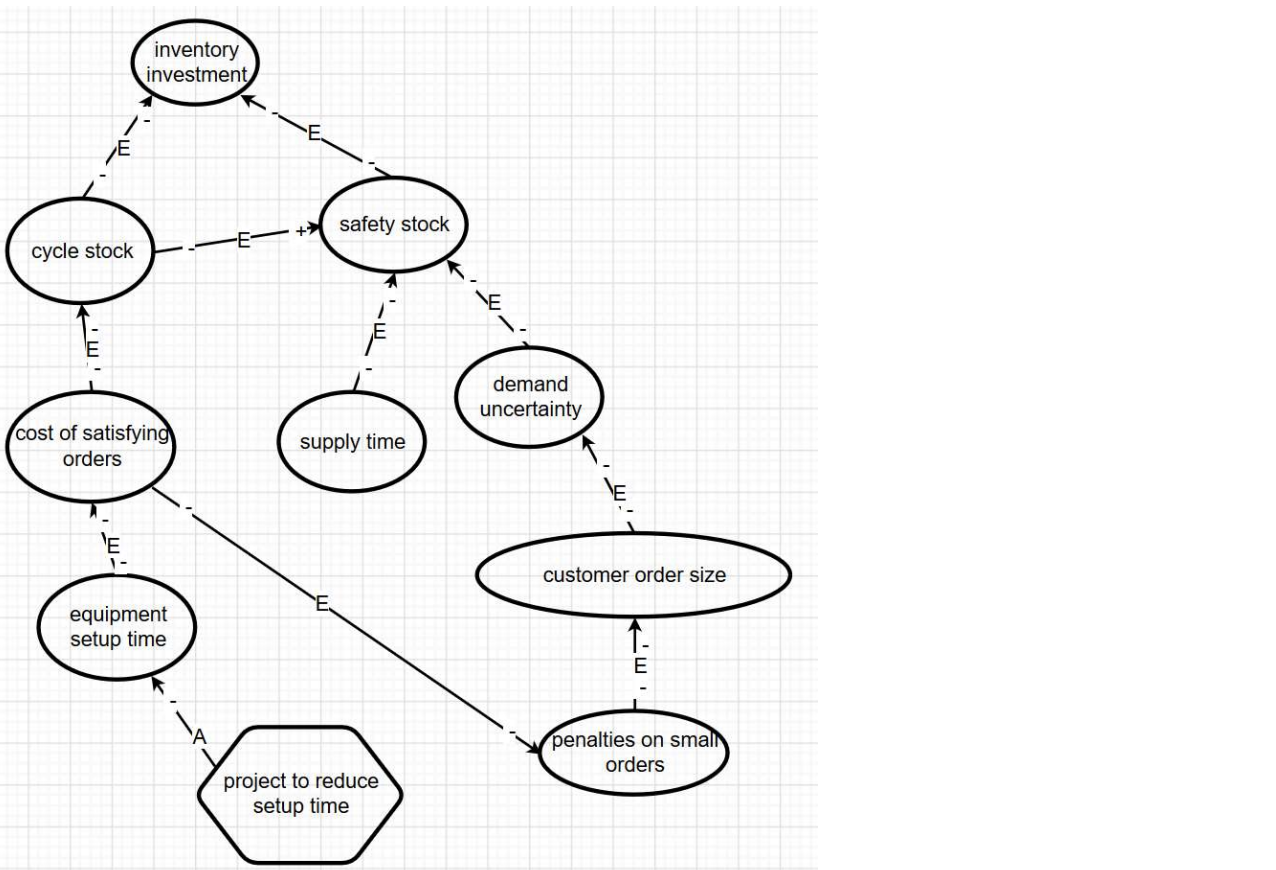 inventory
investment
-
-
E
E
-
-
safety stock
cycle stock
-
E
+
-
-
E
-
E
-
E
-
-
-
demand
uncertainty
cost of satisfying
orders
supply time
-
E
-
-
-
E
-
customer order size
E
equipment
setup time
-
E
-
-
-
A
penalties on small
orders
project to reduce
setup time